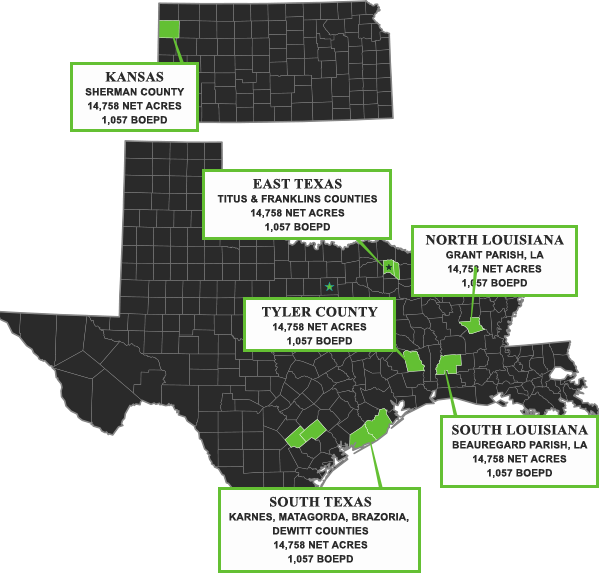 KANSAS
SHERMAN COUNTY
14,758 NET ACRES
1,057 BOEPD
EAST TEXAS
TITUS & FRANKLINS COUNTIES
14,758 NET ACRES
1,057 BOEPD
NORTH LOUISIANA
GRANT PARISH, LA
14,758 NET ACRES
1,057 BOEPD
TYLER COUNTY
14,758 NET ACRES
1,057 BOEPD
SOUTH LOUISIANA
BEAUREGARD PARISH, LA
14,758 NET ACRES
1,057 BOEPD
SOUTH TEXAS
KARNES, MATAGORDA, BRAZORIA,
DEWITT COUNTIES
14,758 NET ACRES
1,057 BOEPD